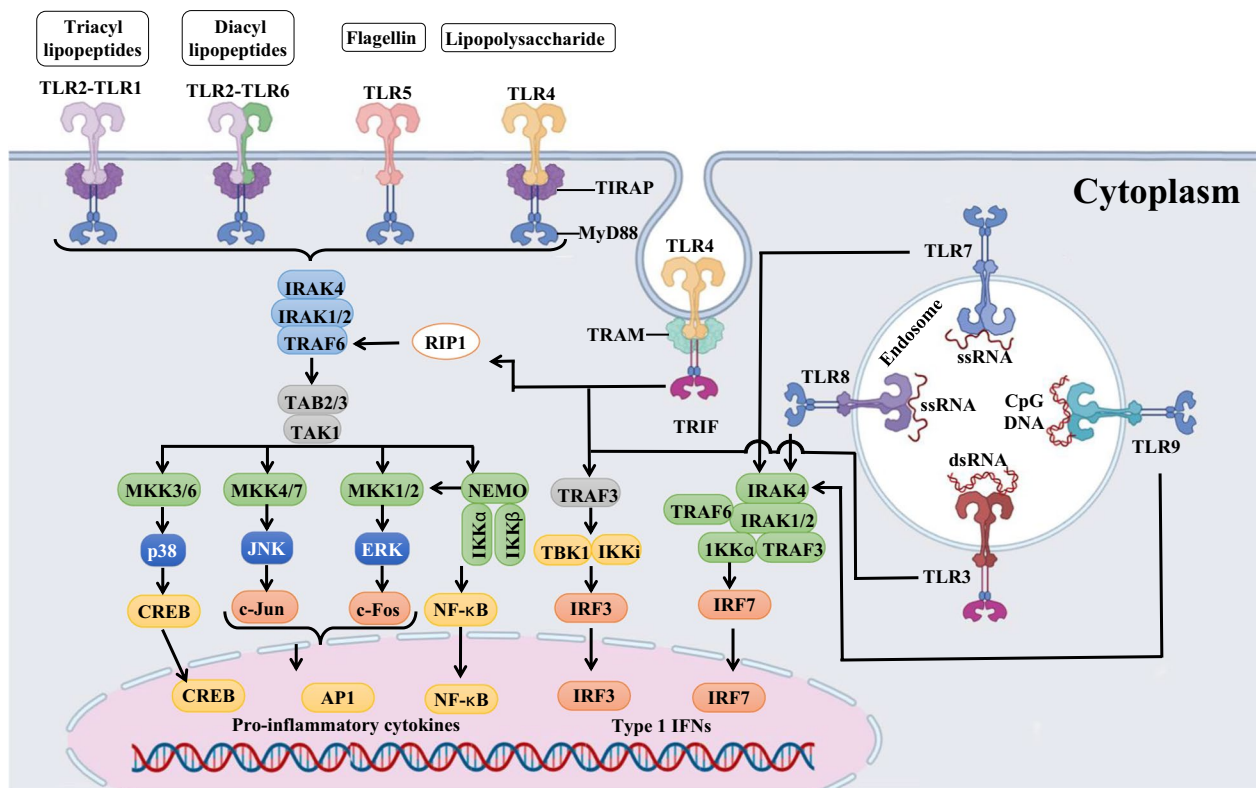 Triacyl
lipopeptides
Diacyl
lipopeptides
Flagellin
Lipopolysaccharide
TLR2-TLR1
TLR2-TLR6
TLR5
TLR4
TIRAP
MyD88
Cytoplasm
TLR4
TRAM
TRIF
TLR7
Endosome
ssRNA
TLR8
ssRNA
CpG
DNA
TLR9
dsRNA
TLR3
IRAK4
IRAK1/2
TRAF6
RIP1
TAB2/3
TAK1
MKK3/6
MKK4/7
MKK1/2
NEMO
IKKα
IKKβ
TRAF3
IRAK4
TRAF6
IRAK1/2
1KKα
TRAF3
p38
JNK
ERK
TBK1
IKKi
CREB
c-Jun
c-Fos
NF-κB
IRF3
IRF7
CREB
AP1
NF-κB
IRF3
IRF7
Pro-inflammatory cytokines
Type 1 IFNs